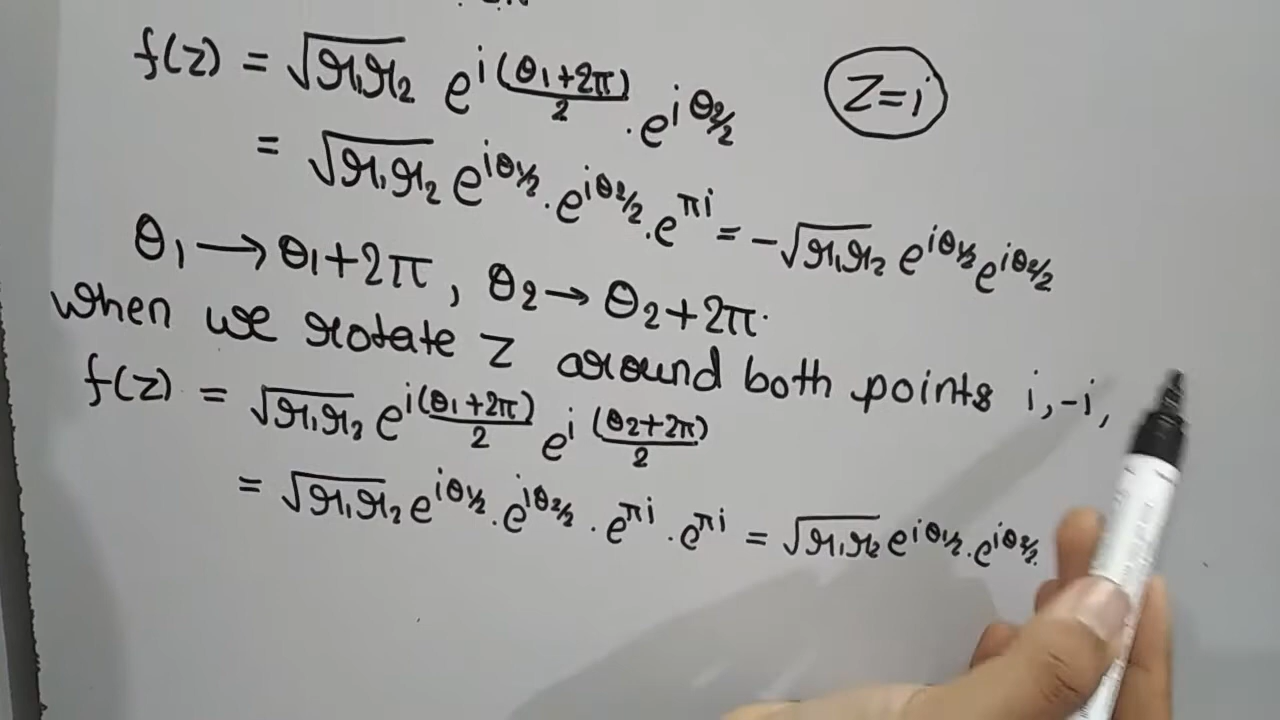 f(z) = √r₁r₂ e^{i(θ₁+2π)/2} . e^{iθ₂/2}
z=i
= √r₁r₂ e^{iθ₁/2} . e^{iθ₂/2} . e^{πi} = -√r₁r₂ e^{iθ₁/2} e^{iθ₂/2}
θ₁ → θ₁+2π, θ₂ → θ₂+2π.
when we rotate z around both points i, -i,
f(z) = √r₁r₂ e^{i(θ₁+2π)/2} e^{i(θ₂+2π)/2}
= √r₁r₂ e^{iθ₁/2} . e^{iθ₂/2} . e^{πi} . e^{πi} = √r₁r₂ e^{iθ₁/2} . e^{iθ₂/2}.